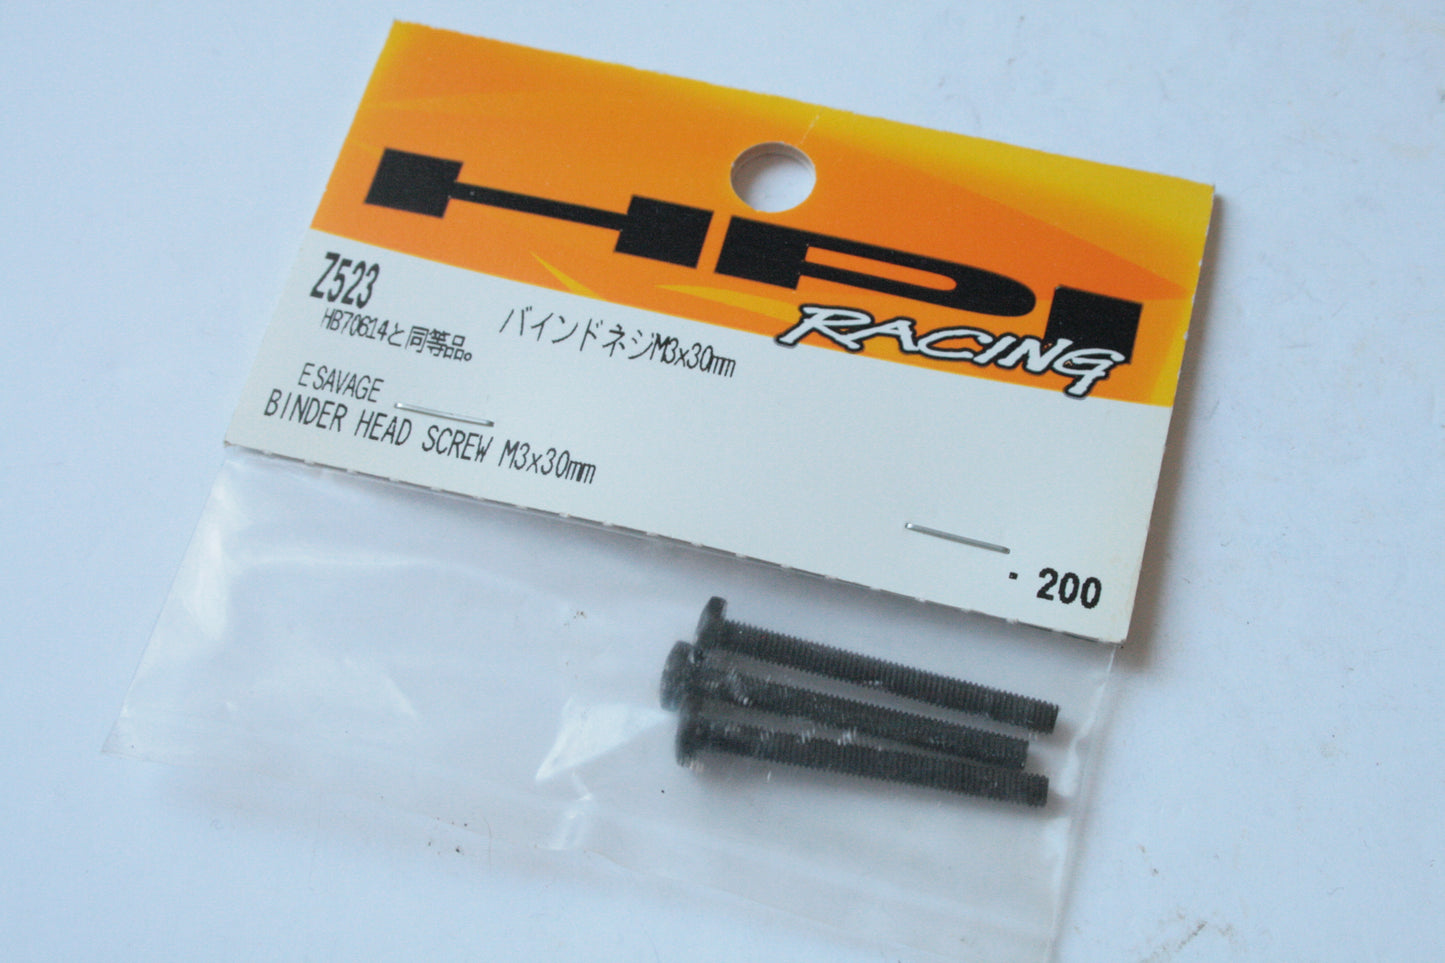 HPI
RACING
Z523
HB70614と同等品。
バインドネジM3x30mm
ESAVAGE
BINDER HEAD SCREW M3x30mm
. 200